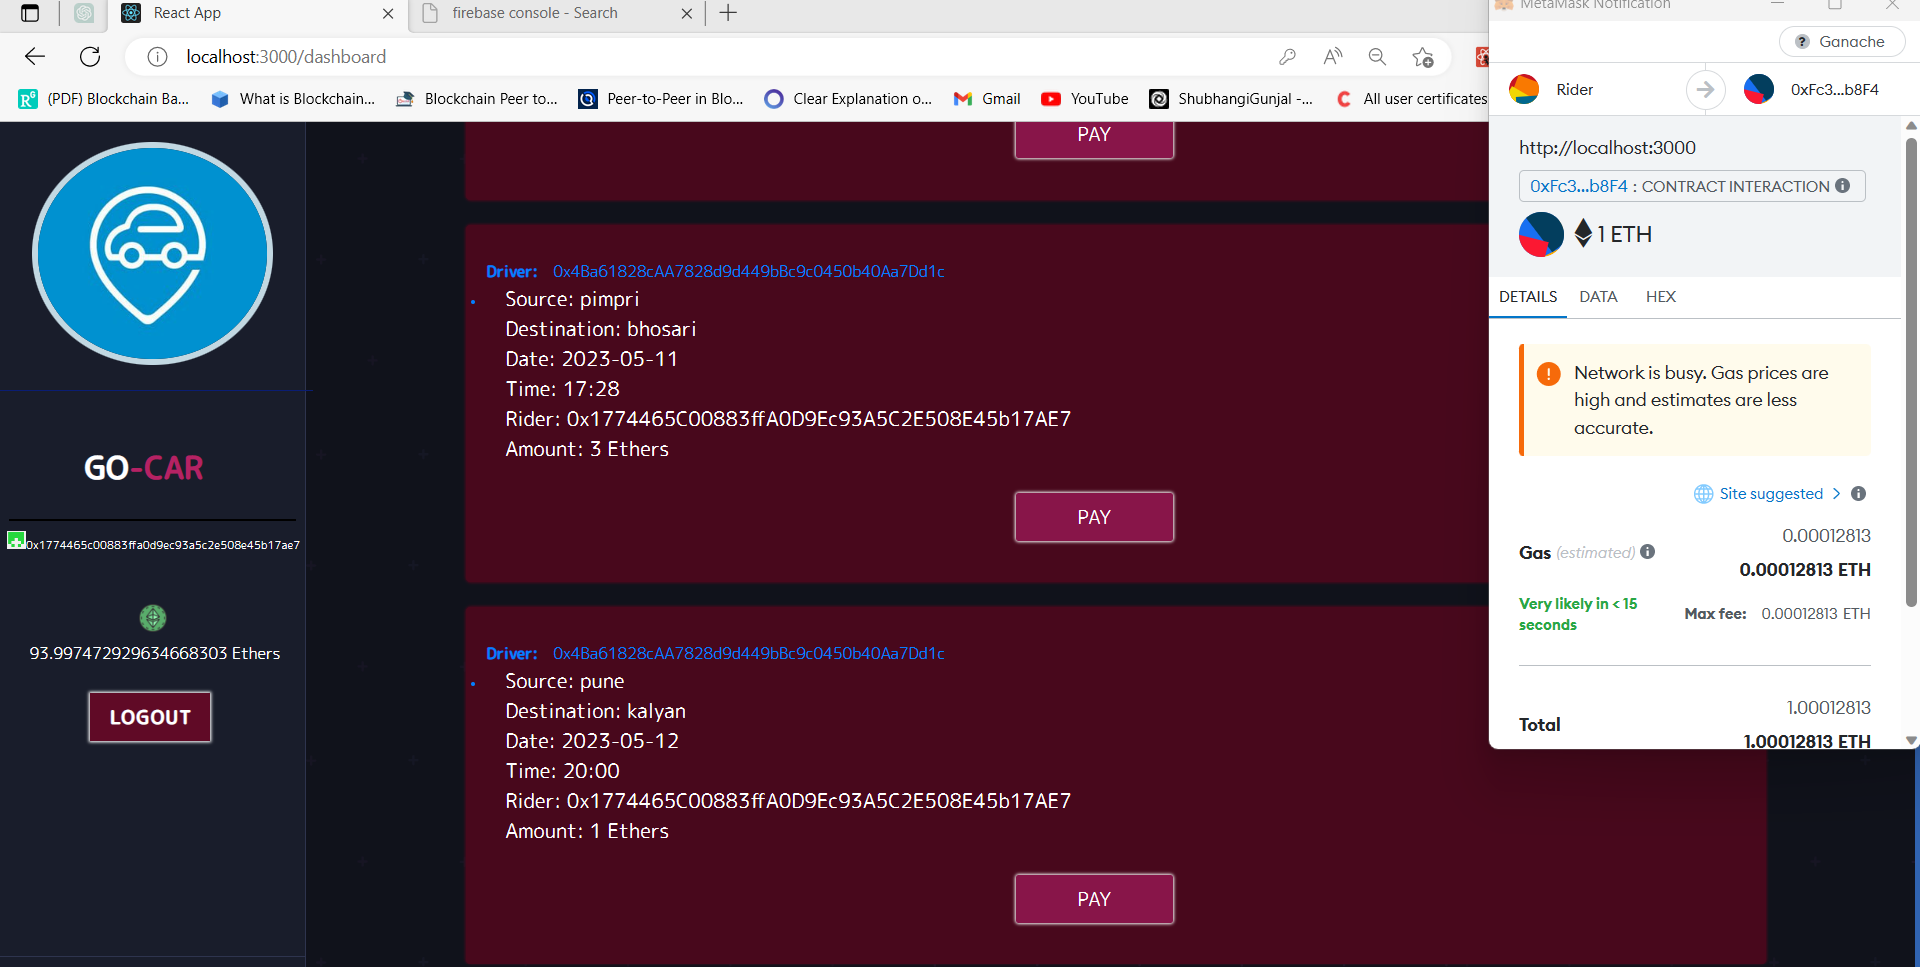 React App
firebase console - Search
localhost:3000/dashboard
(PDF) Blockchain Ba...
What is Blockchain...
Blockchain Peer to...
Peer-to-Peer in Blo...
Clear Explanation o...
Gmail
YouTube
ShubhangiGunjal -...
All user certificates
GO-CAR
0x1774465c00883ffa0d9ec93a5c2e508e45b17ae7
93.997472929634668303 Ethers
LOGOUT
PAY
Driver: 0x4Ba61828cAA7828d9d449bBc9c0450b40Aa7Dd1c
Source: pimpri
Destination: bhosari
Date: 2023-05-11
Time: 17:28
Rider: 0x1774465C00883ffA0D9Ec93A5C2E508E45b17AE7
Amount: 3 Ethers
PAY
Driver: 0x4Ba61828cAA7828d9d449bBc9c0450b40Aa7Dd1c
Source: pune
Destination: kalyan
Date: 2023-05-12
Time: 20:00
Rider: 0x1774465C00883ffA0D9Ec93A5C2E508E45b17AE7
Amount: 1 Ethers
PAY
MetaMask Notification
Ganache
Rider
0xFc3...b8F4
http://localhost:3000
0xFc3...b8F4 : CONTRACT INTERACTION
1 ETH
DETAILS DATA HEX
Network is busy. Gas prices are
high and estimates are less
accurate.
Site suggested
0.00012813
Gas (estimated)
0.00012813 ETH
Very likely in < 15
seconds
Max fee: 0.00012813 ETH
1.00012813
Total
1.00012813 ETH